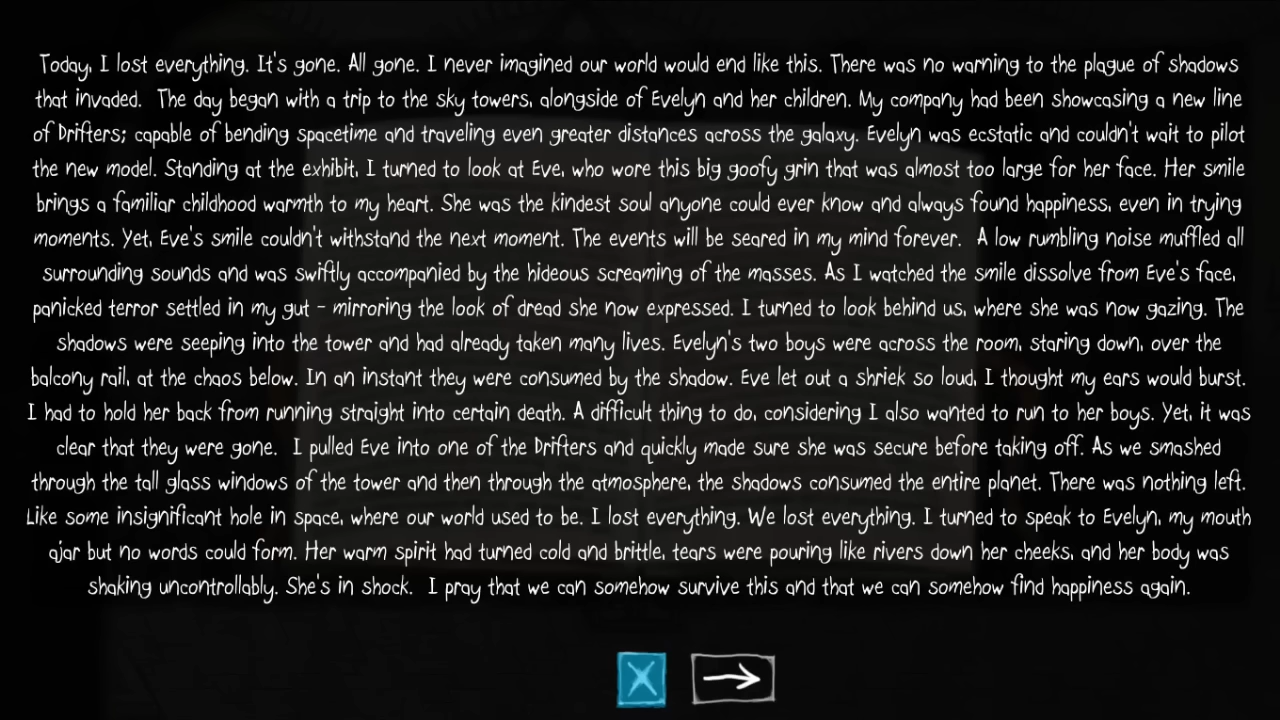 Today, I lost everything. It's gone. All gone. I never imagined our world would end like this. There was no warning to the plague of shadows
that invaded.  The day began with a trip to the sky towers, alongside of Evelyn and her children. My company had been showcasing a new line
of Drifters; capable of bending spacetime and traveling even greater distances across the galaxy. Evelyn was ecstatic and couldn't wait to pilot
the new model. Standing at the exhibit, I turned to look at Eve, who wore this big goofy grin that was almost too large for her face. Her smile
brings a familiar childhood warmth to my heart. She was the kindest soul anyone could ever know and always found happiness, even in trying
moments. Yet, Eve's smile couldn't withstand the next moment. The events will be seared in my mind forever.  A low rumbling noise muffled all
surrounding sounds and was swiftly accompanied by the hideous screaming of the masses. As I watched the smile dissolve from Eve's face,
panicked terror settled in my gut - mirroring the look of dread she now expressed. I turned to look behind us, where she was now gazing. The
shadows were seeping into the tower and had already taken many lives. Evelyn's two boys were across the room, staring down, over the
balcony rail, at the chaos below. In an instant they were consumed by the shadow. Eve let out a shriek so loud, I thought my ears would burst.
I had to hold her back from running straight into certain death. A difficult thing to do, considering I also wanted to run to her boys. Yet, it was
clear that they were gone.  I pulled Eve into one of the Drifters and quickly made sure she was secure before taking off. As we smashed
through the tall glass windows of the tower and then through the atmosphere, the shadows consumed the entire planet. There was nothing left.
Like some insignificant hole in space, where our world used to be. I lost everything. We lost everything. I turned to speak to Evelyn, my mouth
ajar but no words could form. Her warm spirit had turned cold and brittle, tears were pouring like rivers down her cheeks, and her body was
shaking uncontrollably. She's in shock.  I pray that we can somehow survive this and that we can somehow find happiness again.